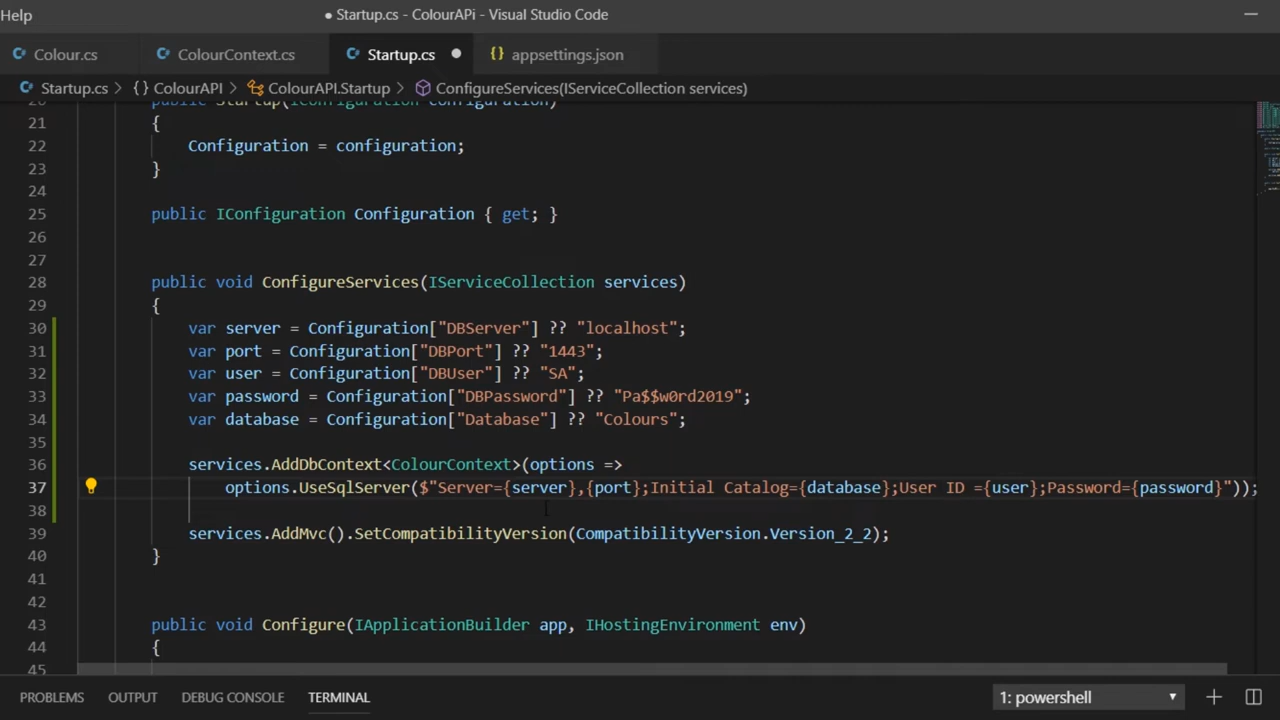 Help
● Startup.cs - ColourAPi - Visual Studio Code
Colour.cs ColourContext.cs Startup.cs ● {} appsettings.json
Startup.cs > {} ColourAPI > ColourAPI.Startup > ConfigureServices(IServiceCollection services)
20 public Startup(IConfiguration configuration)
21 {
22 Configuration = configuration;
23 }
24
25 public IConfiguration Configuration { get; }
26
27
28 public void ConfigureServices(IServiceCollection services)
29 {
30 var server = Configuration["DBServer"] ?? "localhost";
31 var port = Configuration["DBPort"] ?? "1443";
32 var user = Configuration["DBUser"] ?? "SA";
33 var password = Configuration["DBPassword"] ?? "Pa$$w0rd2019";
34 var database = Configuration["Database"] ?? "Colours";
35
36 services.AddDbContext<ColourContext>(options =>
37 options.UseSqlServer($"Server={server},{port};Initial Catalog={database};User ID ={user};Password={password}"));
38
39 services.AddMvc().SetCompatibilityVersion(CompatibilityVersion.Version_2_2);
40 }
41
42
43 public void Configure(IApplicationBuilder app, IHostingEnvironment env)
44 {
45
PROBLEMS OUTPUT DEBUG CONSOLE TERMINAL 1: powershell